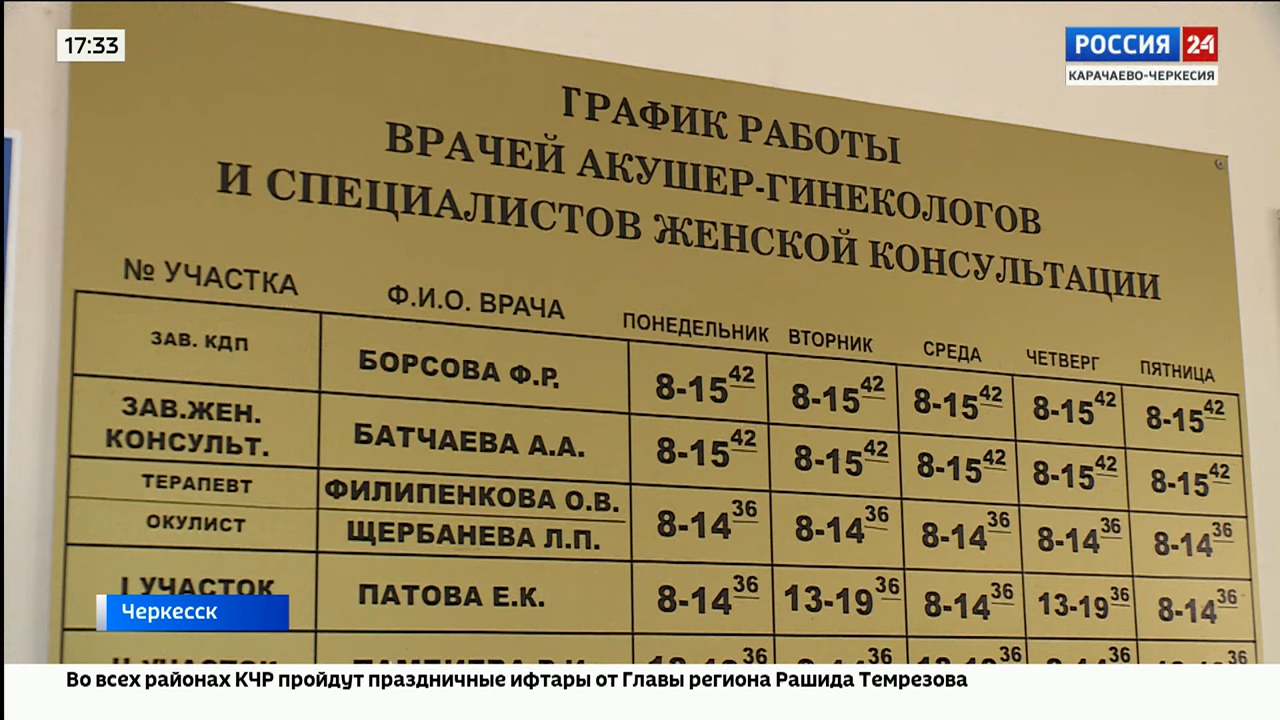 17:33
РОССИЯ 24
КАРАЧАЕВО-ЧЕРКЕСИЯ
ГРАФИК РАБОТЫ
ВРАЧЕЙ АКУШЕР-ГИНЕКОЛОГОВ
И СПЕЦИАЛИСТОВ ЖЕНСКОЙ КОНСУЛЬТАЦИИ
№ УЧАСТКА Ф.И.О. ВРАЧА ПОНЕДЕЛЬНИК ВТОРНИК СРЕДА ЧЕТВЕРГ ПЯТНИЦА
ЗАВ. КДП БОРСОВА Ф.Р. 8-15 42 8-15 42 8-15 42 8-15 42 8-15 42
ЗАВ.ЖЕН.
КОНСУЛЬТ. БАТЧАЕВА А.А. 8-15 42 8-15 42 8-15 42 8-15 42 8-15 42
ТЕРАПЕВТ ФИЛИПЕНКОВА О.В.
ОКУЛИСТ ЩЕРБАНЕВА Л.П. 8-14 36 8-14 36 8-14 36 8-14 36 8-14 36
I УЧАСТОК ПАТОВА Е.К. 8-14 36 13-19 36 8-14 36 13-19 36 8-14 36
Черкесск
Во всех районах КЧР пройдут праздничные ифтары от Главы региона Рашида Темрезова